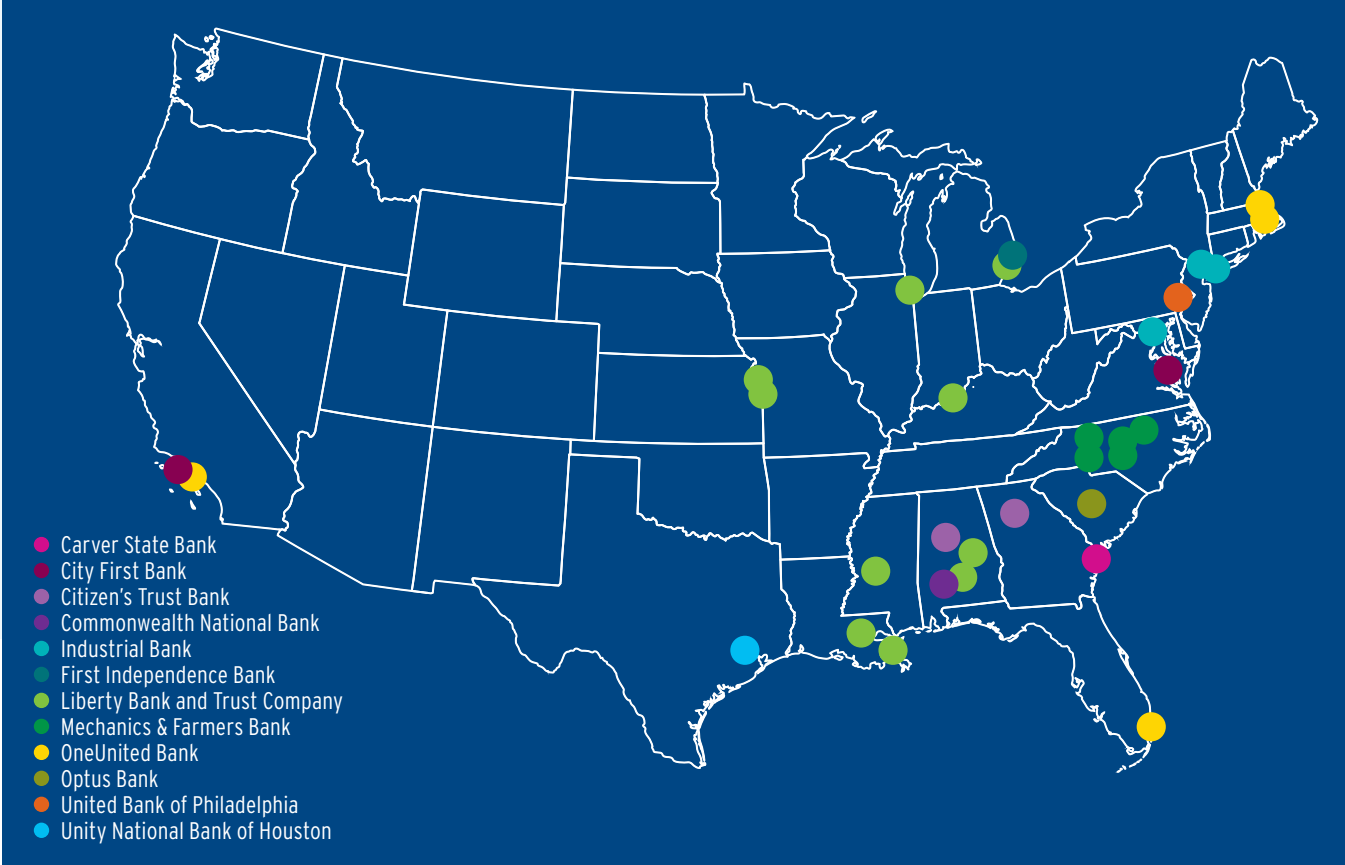 Carver State Bank
City First Bank
Citizen's Trust Bank
Commonwealth National Bank
Industrial Bank
First Independence Bank
Liberty Bank and Trust Company
Mechanics & Farmers Bank
OneUnited Bank
Optus Bank
United Bank of Philadelphia
Unity National Bank of Houston